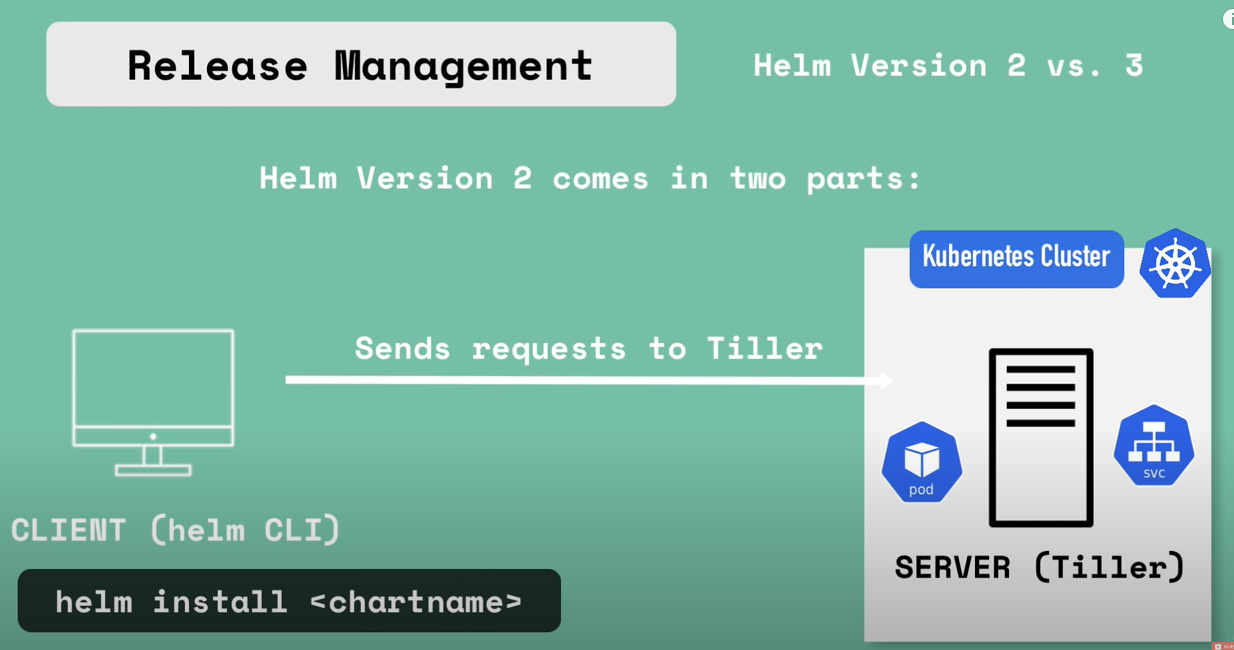 Release Management
Helm Version 2 vs. 3
Helm Version 2 comes in two parts:
Kubernetes Cluster
Sends requests to Tiller
pod
svc
CLIENT (helm CLI)
SERVER (Tiller)
helm install <chartname>